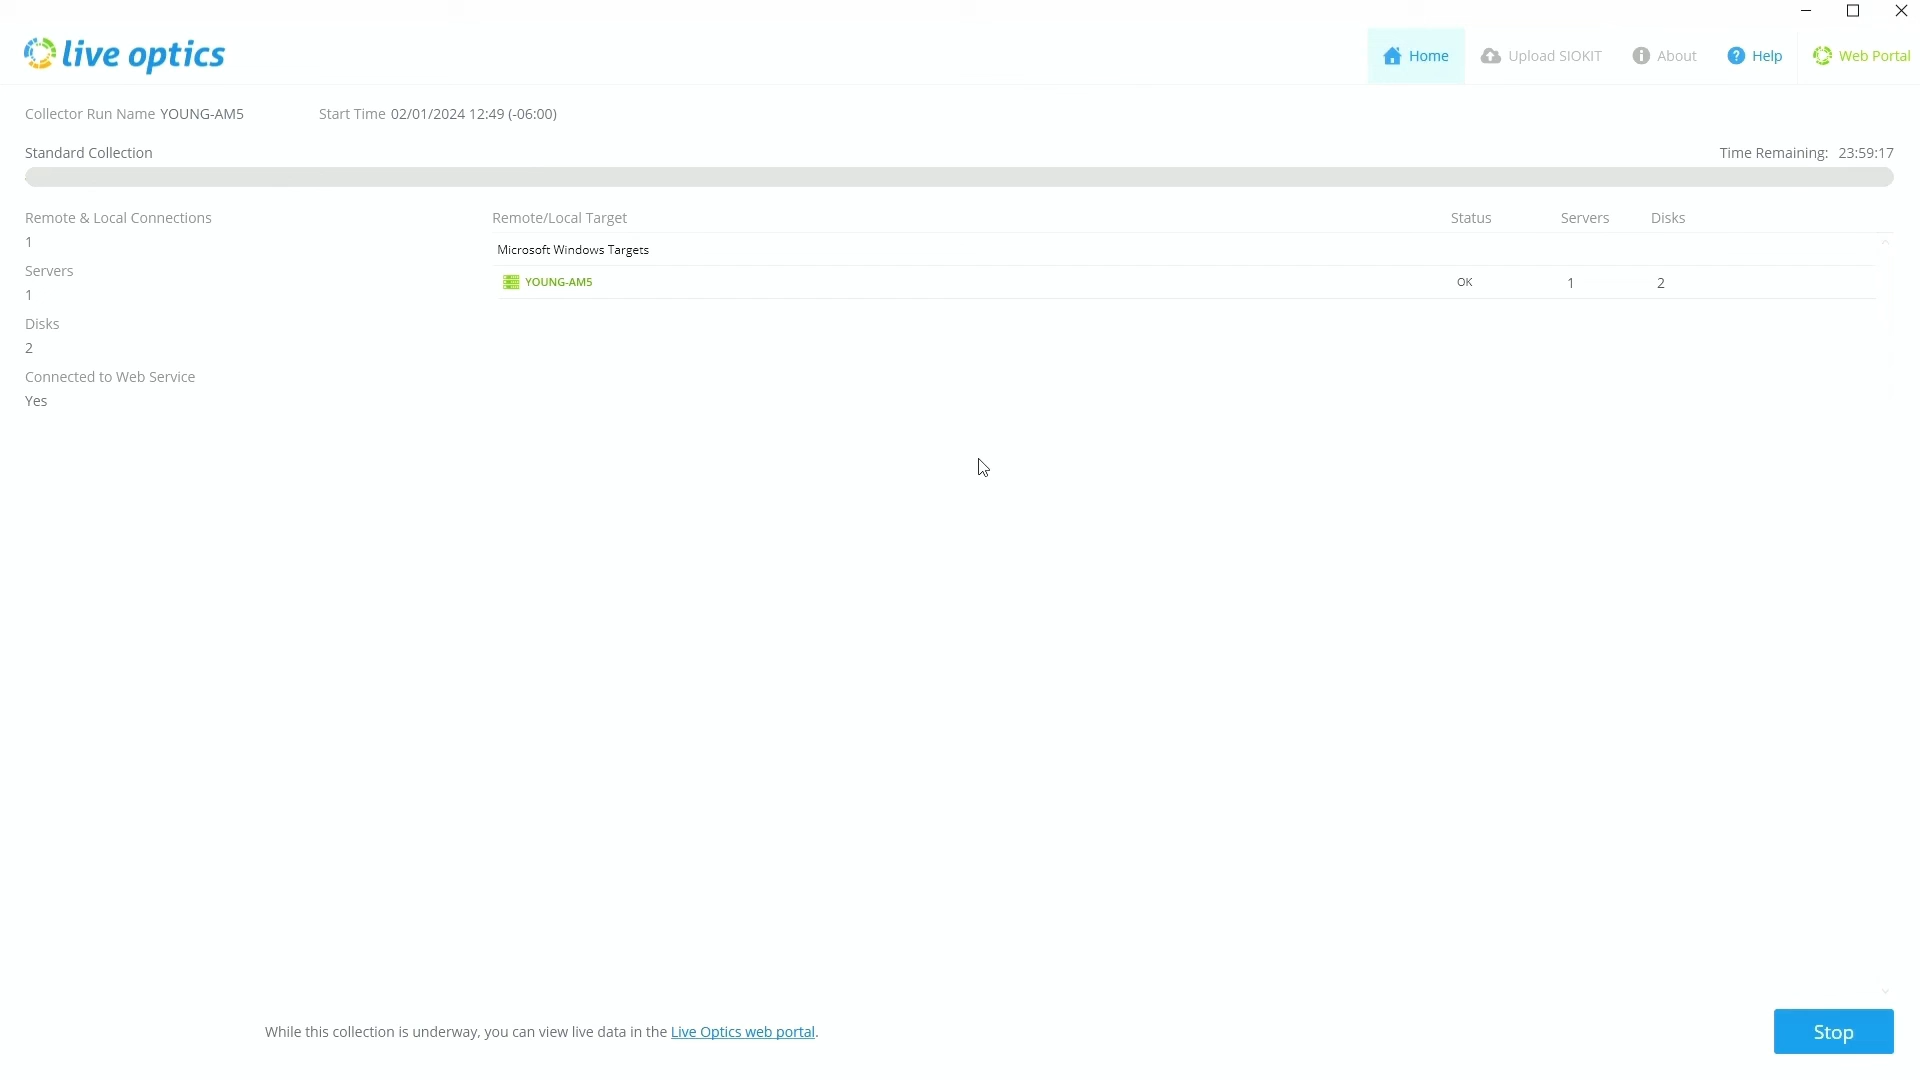 live optics
Home Upload SIOKIT About Help Web Portal
Collector Run Name YOUNG-AM5 Start Time 02/01/2024 12:49 (-06:00)
Standard Collection Time Remaining: 23:59:17
Remote & Local Connections Remote/Local Target Status Servers Disks
1 Microsoft Windows Targets
Servers YOUNG-AM5 OK 1 2
1
Disks
2
Connected to Web Service
Yes
While this collection is underway, you can view live data in the Live Optics web portal.
Stop